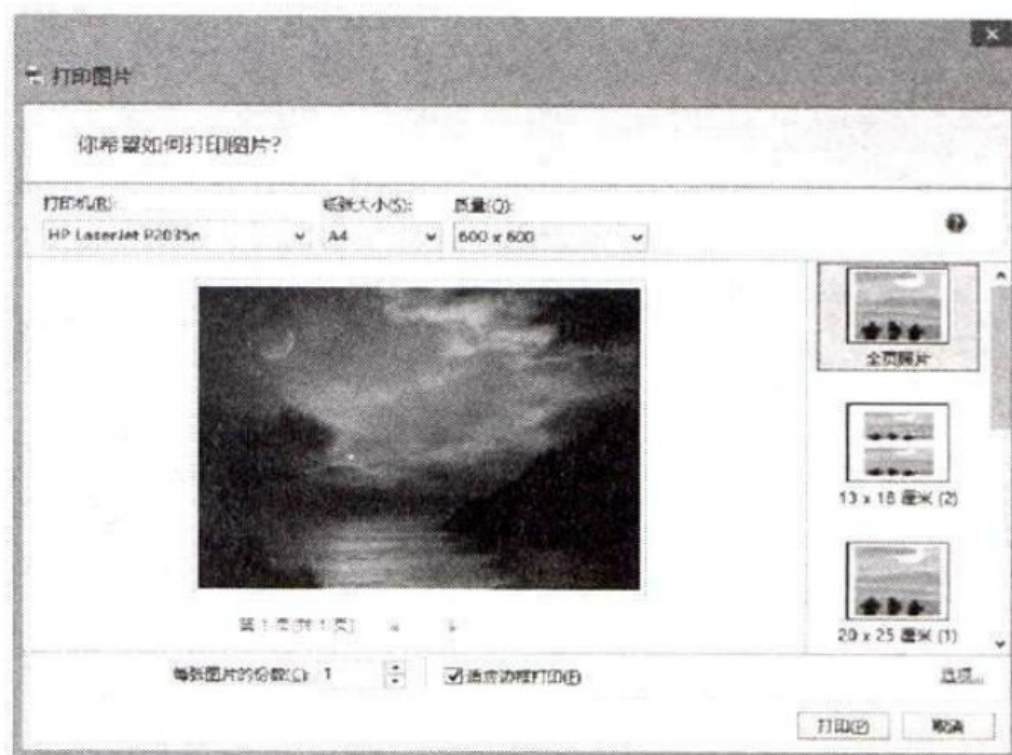 打印图片
你希望如何打印图片?
打印机(R): 纸张大小(S): 质量(Q):
HP LaserJet P2035n A4 600 x 600
全页照片
13 x 18 厘米 (2)
20 x 25 厘米 (1)
第 1 页(共 1 页)
每张图片的份数(C): 1 适应边框打印(F) 选项...
打印(P) 取消